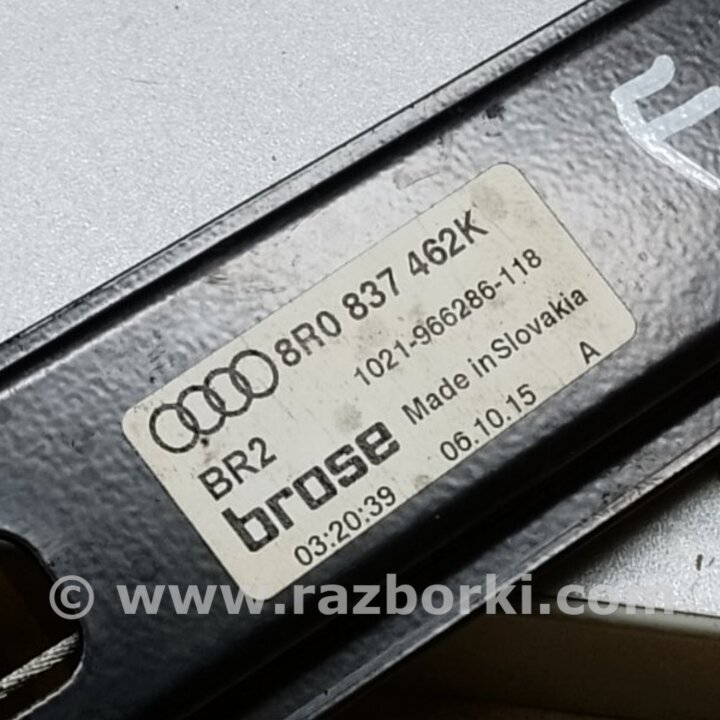 8R0 837 462K
1021-966286-118
BR2
brose Made in Slovakia
03:20:39 06.10.15 A
F
© www.razborki.com